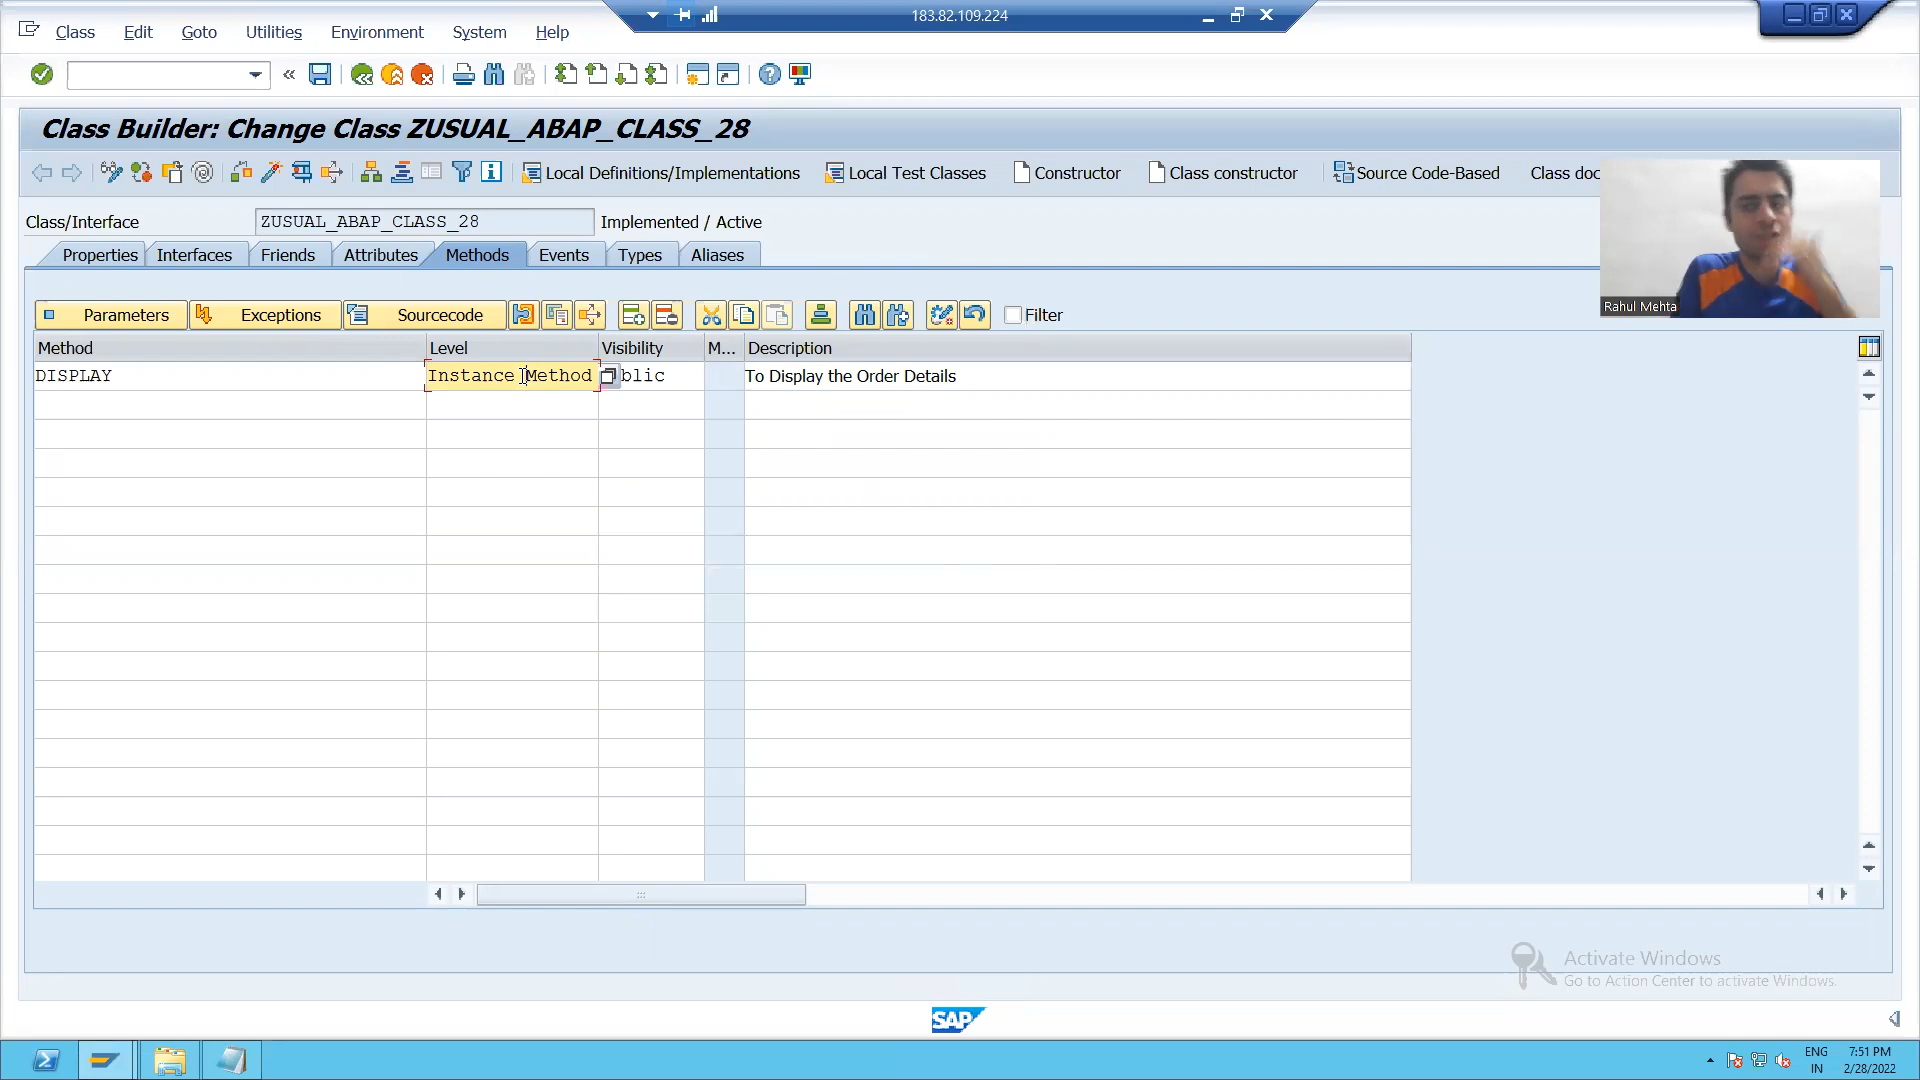 183.82.109.224
Class Edit Goto Utilities Environment System Help
Class Builder: Change Class ZUSUAL_ABAP_CLASS_28
Local Definitions/Implementations Local Test Classes Constructor Class constructor Source Code-Based Class doc
Class/Interface ZUSUAL_ABAP_CLASS_28 Implemented / Active
Properties Interfaces Friends Attributes Methods Events Types Aliases
Rahul Mehta
Parameters Exceptions Sourcecode Filter
Method Level Visibility M... Description
DISPLAY Instance Method blic To Display the Order Details
Activate Windows
Go to Action Center to activate Windows.
SAP
ENG 7:51 PM
IN 2/28/2022